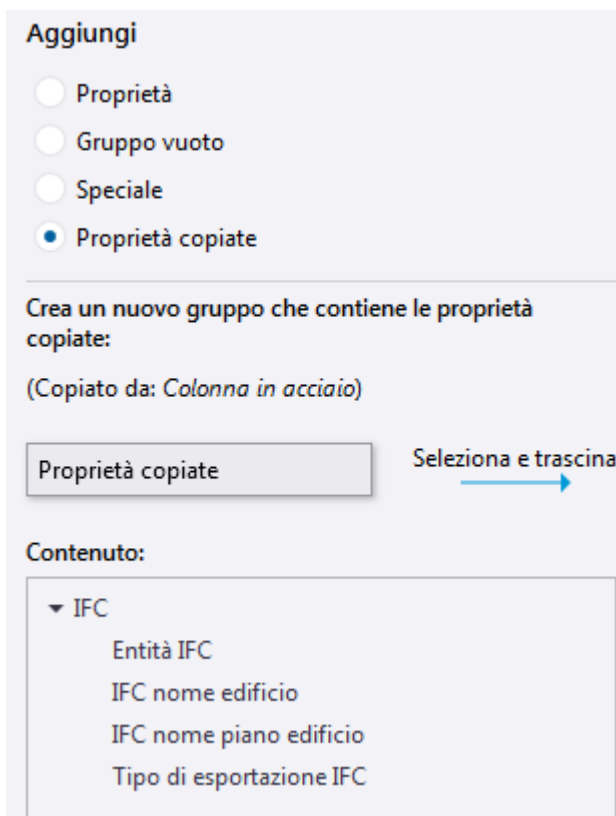 Aggiungi
Proprietà
Gruppo vuoto
Speciale
Proprietà copiate
Crea un nuovo gruppo che contiene le proprietà
copiate:
(Copiato da: Colonna in acciaio)
Proprietà copiate
Seleziona e trascina
Contenuto:
IFC
Entità IFC
IFC nome edificio
IFC nome piano edificio
Tipo di esportazione IFC